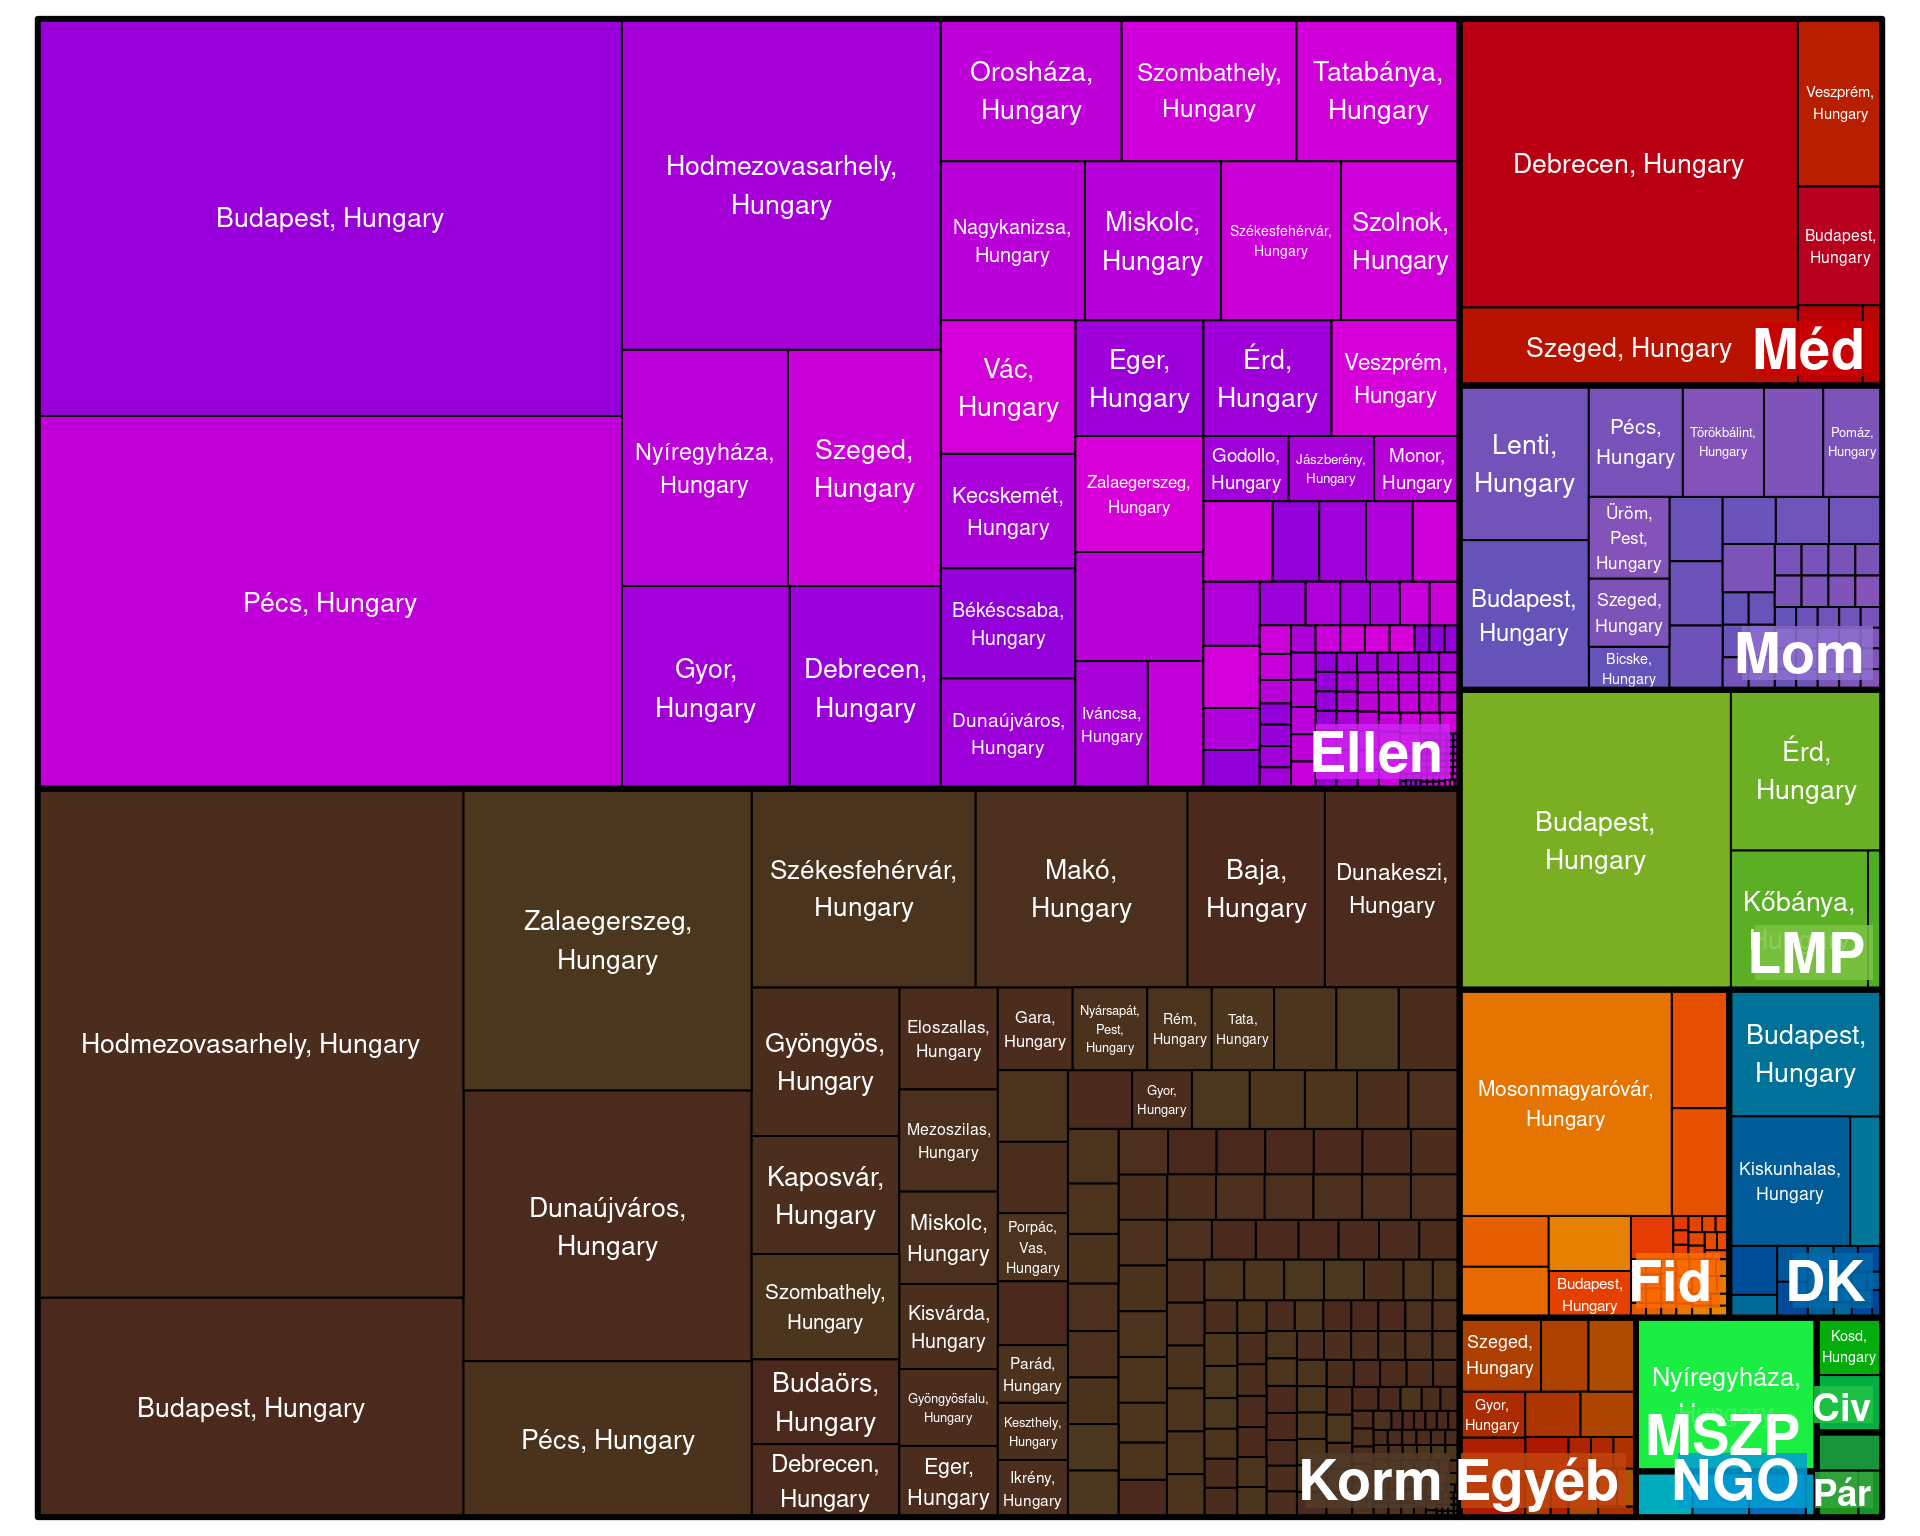 Budapest, Hungary
Pécs, Hungary
Hodmezovasarhely,
Hungary
Nyíregyháza,
Hungary
Szeged,
Hungary
Gyor,
Hungary
Debrecen,
Hungary
Orosháza,
Hungary
Szombathely,
Hungary
Tatabánya,
Hungary
Nagykanizsa,
Hungary
Miskolc,
Hungary
Székesfehérvár,
Hungary
Szolnok,
Hungary
Vác,
Hungary
Eger,
Hungary
Érd,
Hungary
Veszprém,
Hungary
Kecskemét,
Hungary
Zalaegerszeg,
Hungary
Godollo,
Hungary
Jászberény,
Hungary
Monor,
Hungary
Békéscsaba,
Hungary
Dunaújváros,
Hungary
Iváncsa,
Hungary
Ellen
Hodmezovasarhely, Hungary
Budapest, Hungary
Zalaegerszeg,
Hungary
Dunaújváros,
Hungary
Pécs, Hungary
Székesfehérvár,
Hungary
Makó,
Hungary
Baja,
Hungary
Dunakeszi,
Hungary
Gyöngyös,
Hungary
Kaposvár,
Hungary
Szombathely,
Hungary
Budaörs,
Hungary
Debrecen,
Hungary
Eloszallas,
Hungary
Mezoszilas,
Hungary
Miskolc,
Hungary
Kisvárda,
Hungary
Gyöngyösfalu,
Hungary
Eger,
Hungary
Gara,
Hungary
Nyársapát,
Pest,
Hungary
Rém,
Hungary
Tata,
Hungary
Gyor,
Hungary
Porpác,
Vas,
Hungary
Parád,
Hungary
Keszthely,
Hungary
Ikrény,
Hungary
Korm
Debrecen, Hungary
Veszprém,
Hungary
Budapest,
Hungary
Szeged, Hungary
Méd
Lenti,
Hungary
Budapest,
Hungary
Pécs,
Hungary
Törökbálint,
Hungary
Pomáz,
Hungary
Üröm,
Pest,
Hungary
Szeged,
Hungary
Bicske,
Hungary
Mom
Budapest,
Hungary
Érd,
Hungary
Kőbánya,
Hungary
LMP
Mosonmagyaróvár,
Hungary
Budapest,
Hungary
Fid
Budapest,
Hungary
Kiskunhalas,
Hungary
DK
Szeged,
Hungary
Gyor,
Hungary
Egyéb
Nyíregyháza,
Hungary
MSZP
NGO
Kosd,
Hungary
Civ
Pár